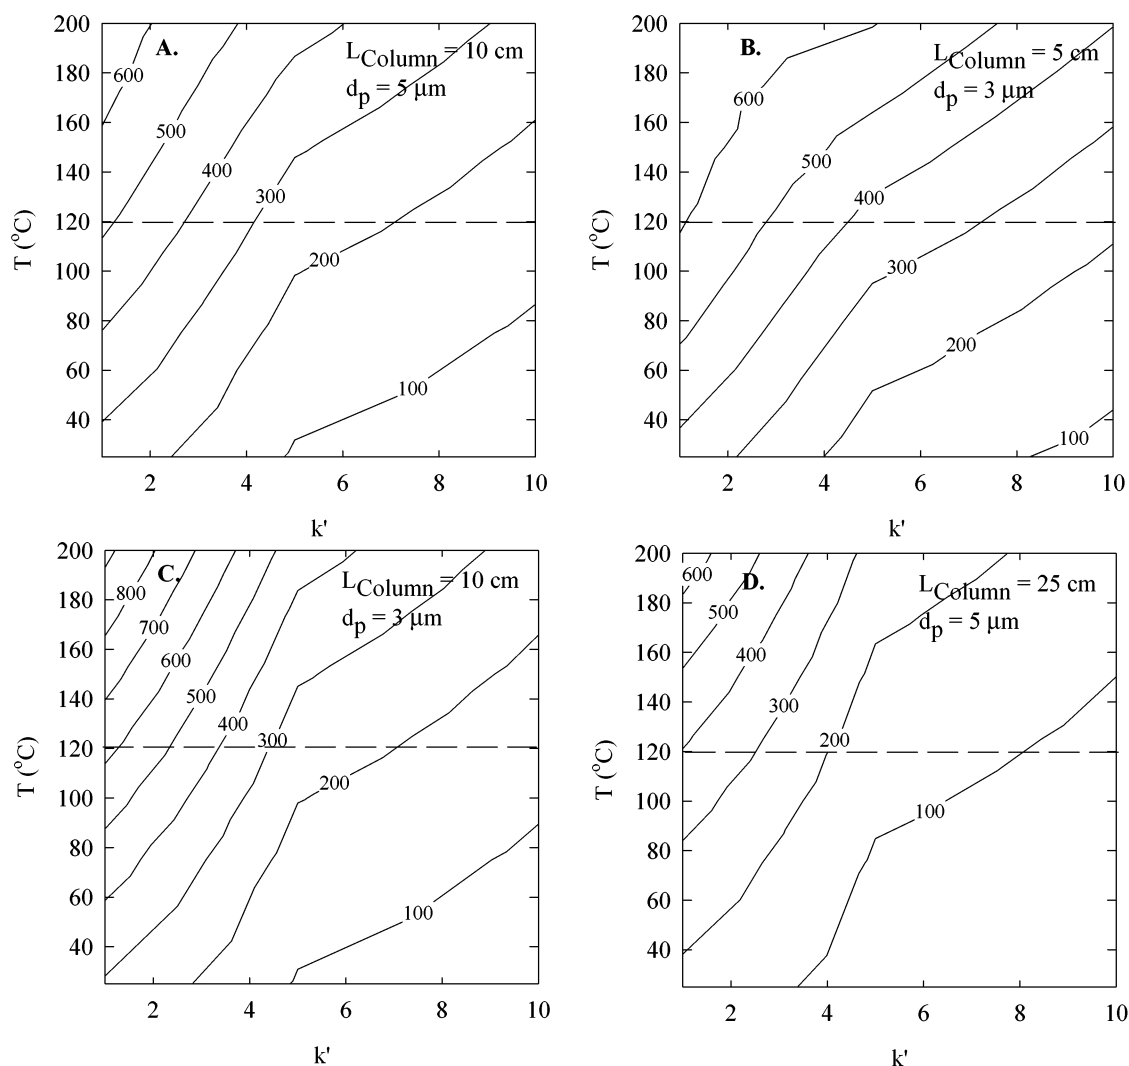 A.
L_Column = 10 cm
d_p = 5 µm
T (°C)
200
180
160
140
120
100
80
60
40
600
500
400
300
200
100
2 4 6 8 10
k'
B.
L_Column = 5 cm
d_p = 3 µm
T (°C)
200
180
160
140
120
100
80
60
40
600
500
400
300
200
100
2 4 6 8 10
k'
C.
L_Column = 10 cm
d_p = 3 µm
T (°C)
200
180
160
140
120
100
80
60
40
800
700
600
500
400
300
200
100
2 4 6 8 10
k'
D.
L_Column = 25 cm
d_p = 5 µm
T (°C)
200
180
160
140
120
100
80
60
40
600
500
400
300
200
100
2 4 6 8 10
k'